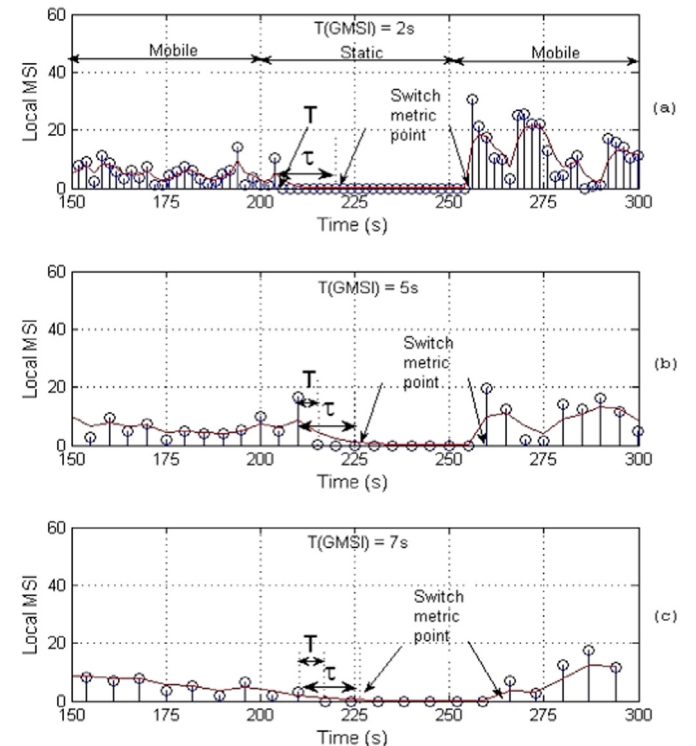 T(GMSI) = 2s
Mobile Static Mobile
60
40
20
0
Local MSI
Switch
metric
point
T
τ
150 175 200 225 250 275 300
Time (s)
(a)
T(GMSI) = 5s
60
40
20
0
Local MSI
Switch
metric
point
T
τ
150 175 200 225 250 275 300
Time (s)
(b)
T(GMSI) = 7s
60
40
20
0
Local MSI
Switch
metric
point
T
τ
150 175 200 225 250 275 300
Time (s)
(c)